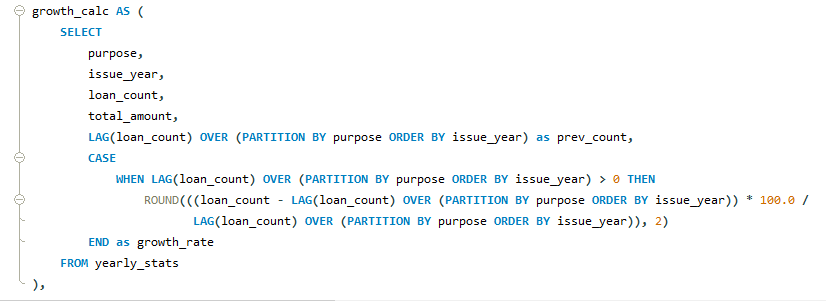 growth_calc AS (
    SELECT
        purpose,
        issue_year,
        loan_count,
        total_amount,
        LAG(loan_count) OVER (PARTITION BY purpose ORDER BY issue_year) as prev_count,
        CASE
            WHEN LAG(loan_count) OVER (PARTITION BY purpose ORDER BY issue_year) > 0 THEN
                ROUND(((loan_count - LAG(loan_count) OVER (PARTITION BY purpose ORDER BY issue_year)) * 100.0 /
                       LAG(loan_count) OVER (PARTITION BY purpose ORDER BY issue_year)), 2)
        END as growth_rate
    FROM yearly_stats
),